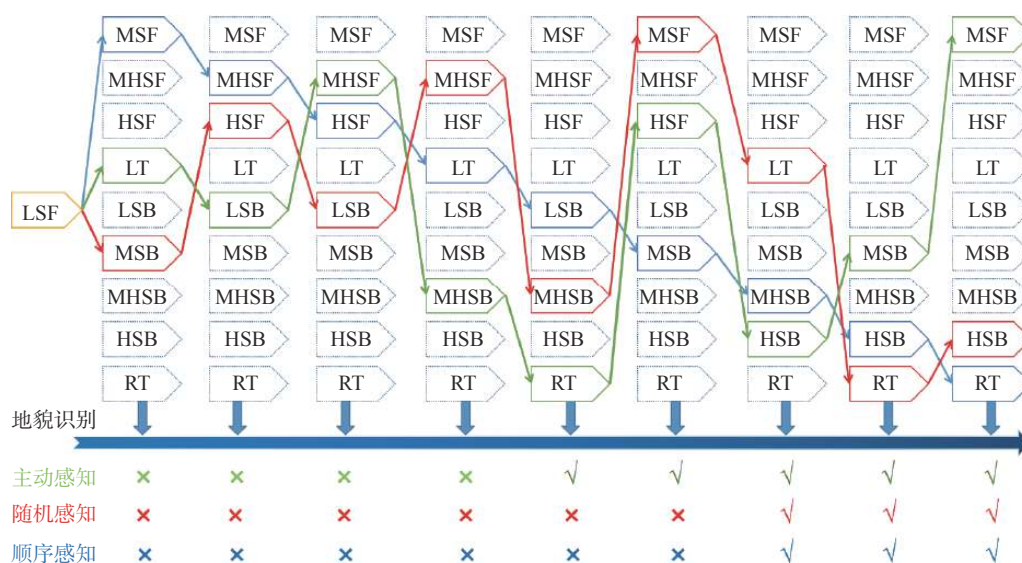 MSF MSF MSF MSF MSF MSF MSF MSF MSF
MHSF MHSF MHSF MHSF MHSF MHSF MHSF MHSF MHSF
HSF HSF HSF HSF HSF HSF HSF HSF HSF
LT LT LT LT LT LT LT LT LT
LSF LSB LSB LSB LSB LSB LSB LSB LSB LSB
MSB MSB MSB MSB MSB MSB MSB MSB MSB
MHSB MHSB MHSB MHSB MHSB MHSB MHSB MHSB MHSB
HSB HSB HSB HSB HSB HSB HSB HSB HSB
RT RT RT RT RT RT RT RT RT
地貌识别
主动感知 × × × × √ √ √ √ √
随机感知 × × × × × × √ √ √
顺序感知 × × × × × × √ √ √